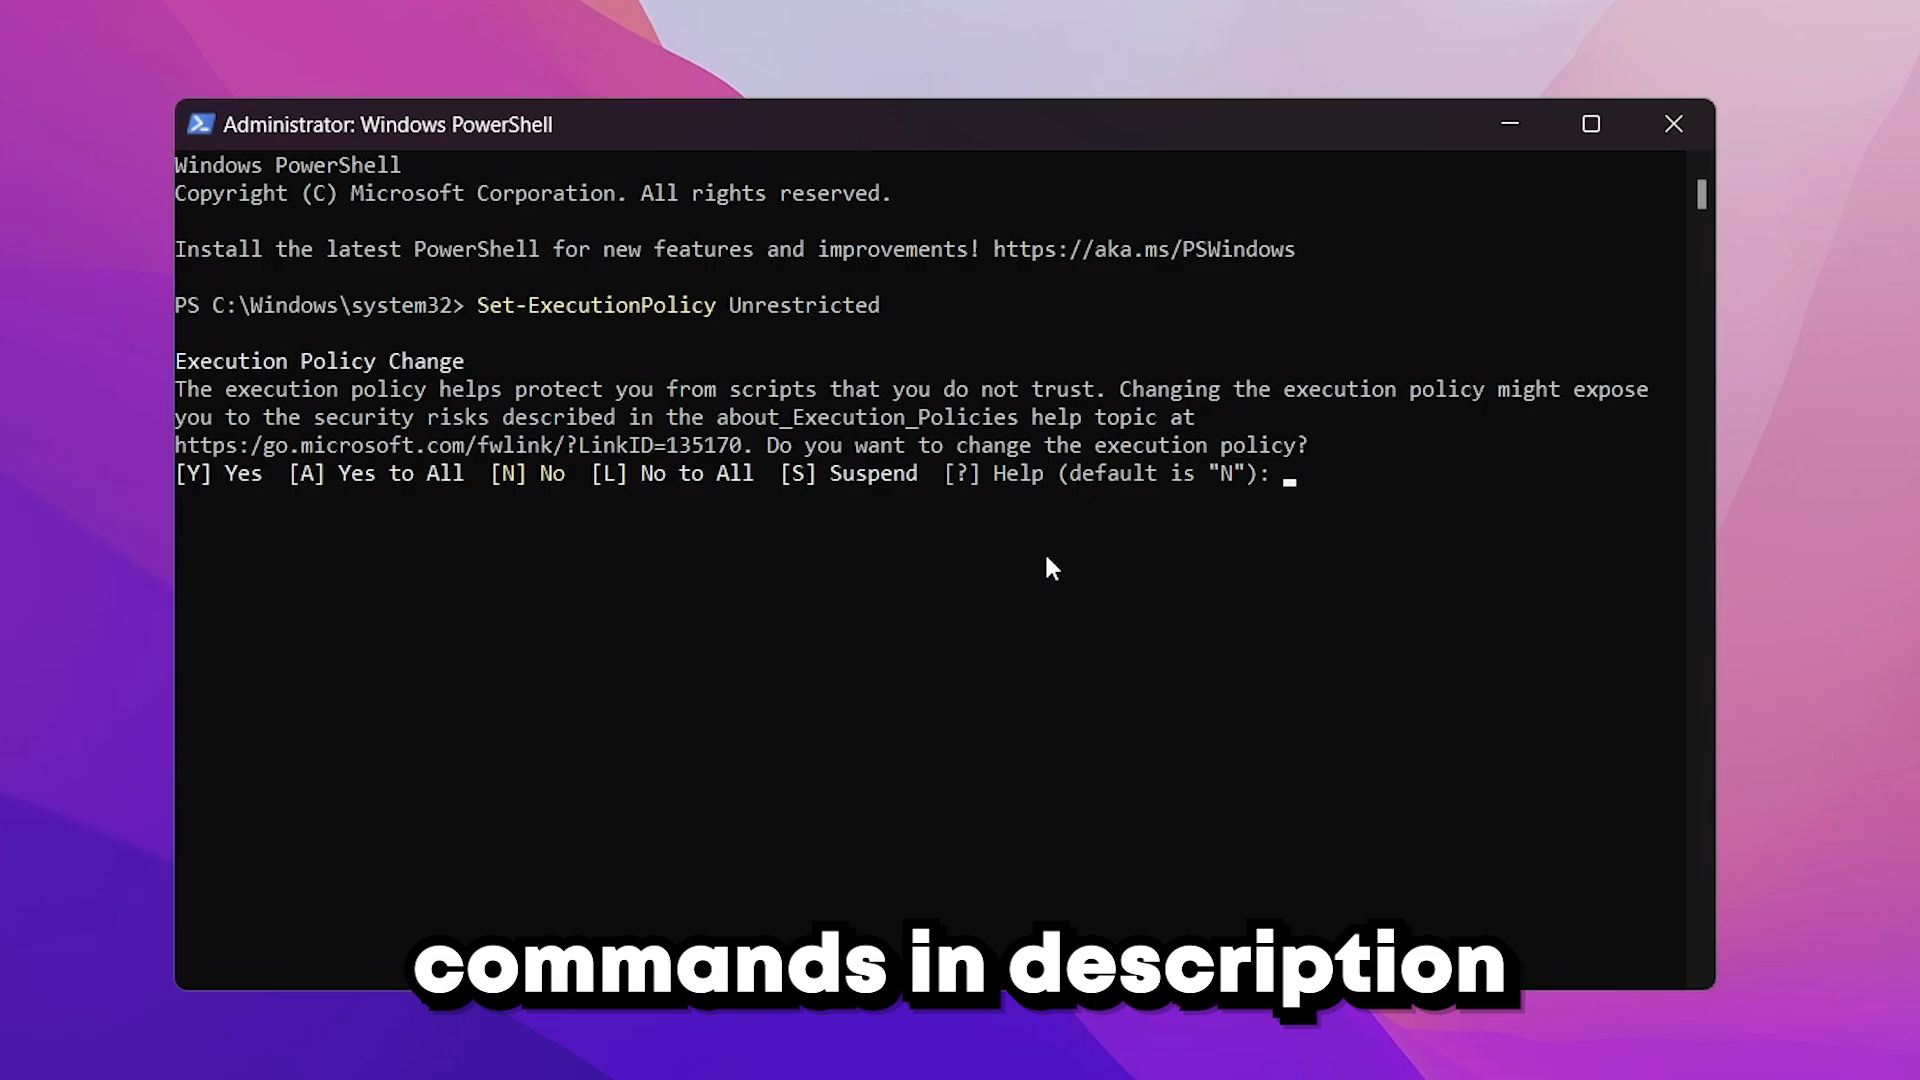 Administrator: Windows PowerShell
Windows PowerShell
Copyright (C) Microsoft Corporation. All rights reserved.
Install the latest PowerShell for new features and improvements! https://aka.ms/PSWindows
PS C:\Windows\system32> Set-ExecutionPolicy Unrestricted
Execution Policy Change
The execution policy helps protect you from scripts that you do not trust. Changing the execution policy might expose
you to the security risks described in the about_Execution_Policies help topic at
https:/go.microsoft.com/fwlink/?LinkID=135170. Do you want to change the execution policy?
[Y] Yes  [A] Yes to All  [N] No  [L] No to All  [S] Suspend  [?] Help (default is "N"):
commands in description